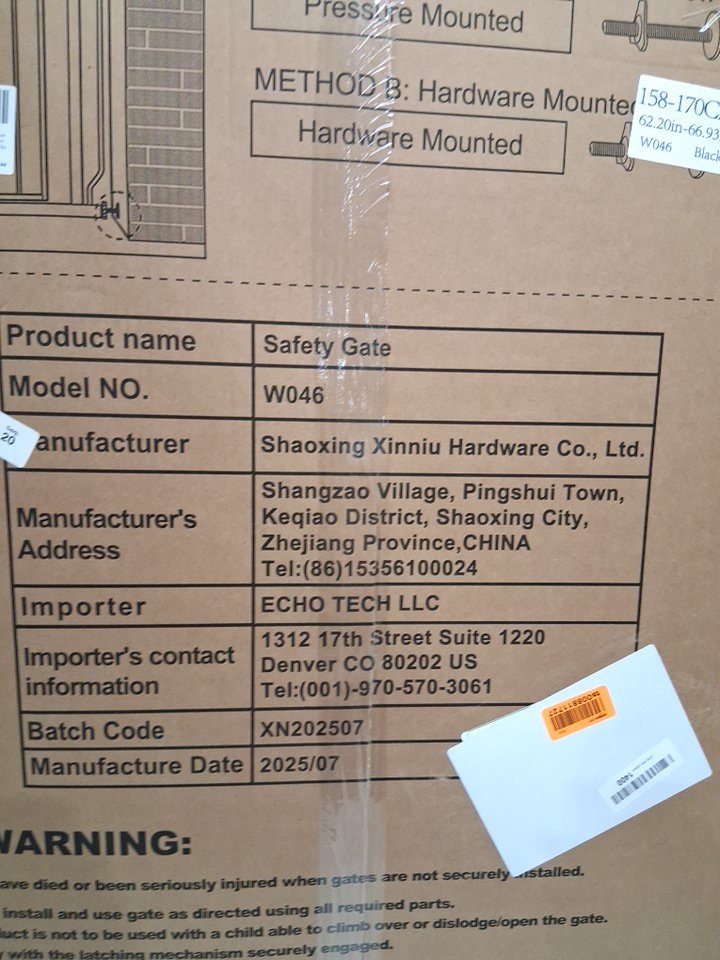 Pressure Mounted
METHOD B: Hardware Mounted
Hardware Mounted
158-170C
62.20in-66.93
W046 Black
Product name Safety Gate
Model NO. W046
anufacturer Shaoxing Xinniu Hardware Co., Ltd.
Manufacturer's Address
Shangzao Village, Pingshui Town,
Keqiao District, Shaoxing City,
Zhejiang Province,CHINA
Tel:(86)15356100024
Importer ECHO TECH LLC
Importer's contact information
1312 17th Street Suite 1220
Denver CO 80202 US
Tel:(001)-970-570-3061
Batch Code XN202507
Manufacture Date 2025/07
20
1400
WARNING:
ave died or been seriously injured when gates are not securely installed.
install and use gate as directed using all required parts.
uct is not to be used with a child able to climb over or dislodge/open the gate.
with the latching mechanism securely engaged.